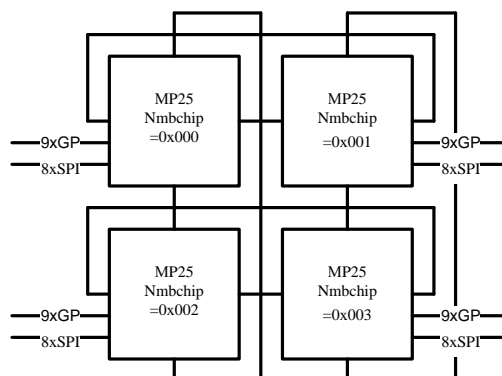 MP25
Nmbchip
=0x000
MP25
Nmbchip
=0x001
9xGP
8xSPI
9xGP
8xSPI
MP25
Nmbchip
=0x002
MP25
Nmbchip
=0x003
9xGP
8xSPI
9xGP
8xSPI